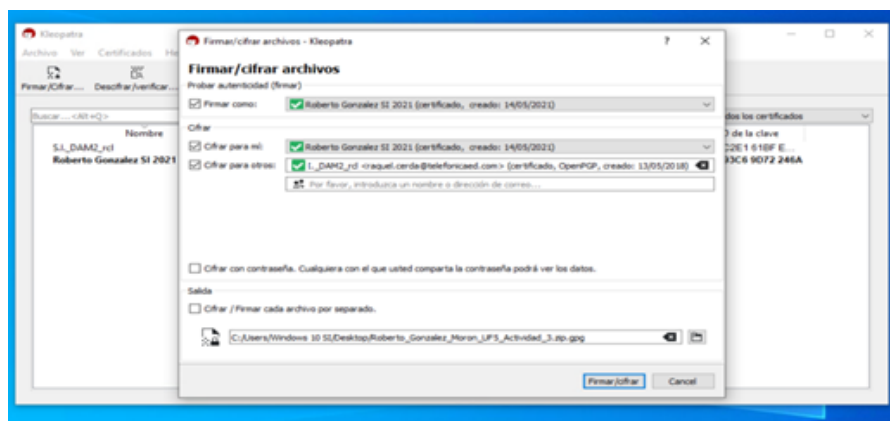 Kleopatra
Archivo Ver Certificados
Firmar/Cifrar... Descifrar/verificar...
Buscar... <Alt+Q>
Nombre
S.I._DAM2_rcl
Roberto Gonzalez SI 2021
Firmar/cifrar archivos - Kleopatra
Firmar/cifrar archivos
Probar autenticidad (firmar)
Firmar como: Roberto Gonzalez SI 2021 (certificado, creado: 14/05/2021)
Cifrar
Cifrar para mí: Roberto Gonzalez SI 2021 (certificado, creado: 14/05/2021)
Cifrar para otros: I._DAM2_rd <raquel.cerda@telefonicaed.com> (certificado, OpenPGP, creado: 13/05/2018)
Por favor, introduzca un nombre o dirección de correo...
Cifrar con contraseña. Cualquiera con el que usted comparta la contraseña podrá ver los datos.
Salida
Cifrar / Firmar cada archivo por separado.
C:/Users/Windows 10 SI/Desktop/Roberto_Gonzalez_Moron_UF5_Actividad_3.zip.gpg
Firmar/cifrar Cancel
dos los certificados
de la clave
93C6 9D72 246A